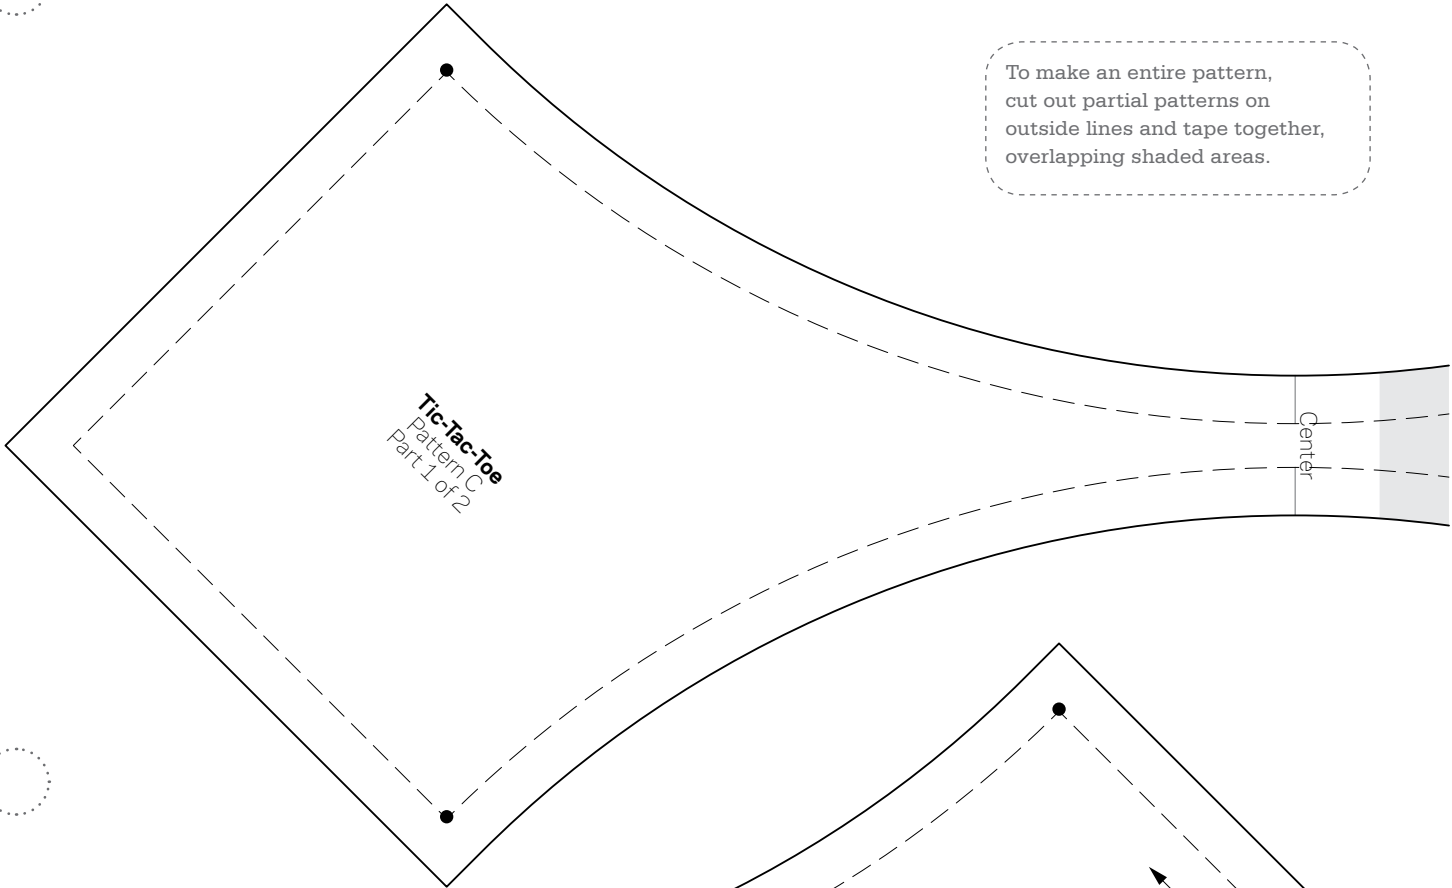 To make an entire pattern,
cut out partial patterns on
outside lines and tape together,
overlapping shaded areas.
Tic-Tac-Toe
Pattern C
Part 1 of 2
Center